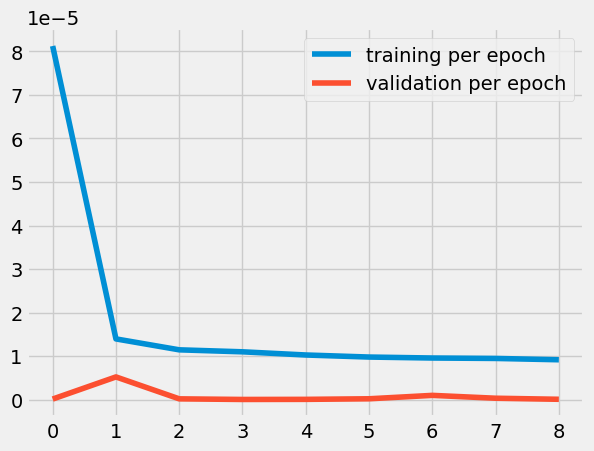 1e−5
8
7
6
5
4
3
2
1
0
training per epoch
validation per epoch
0 1 2 3 4 5 6 7 8